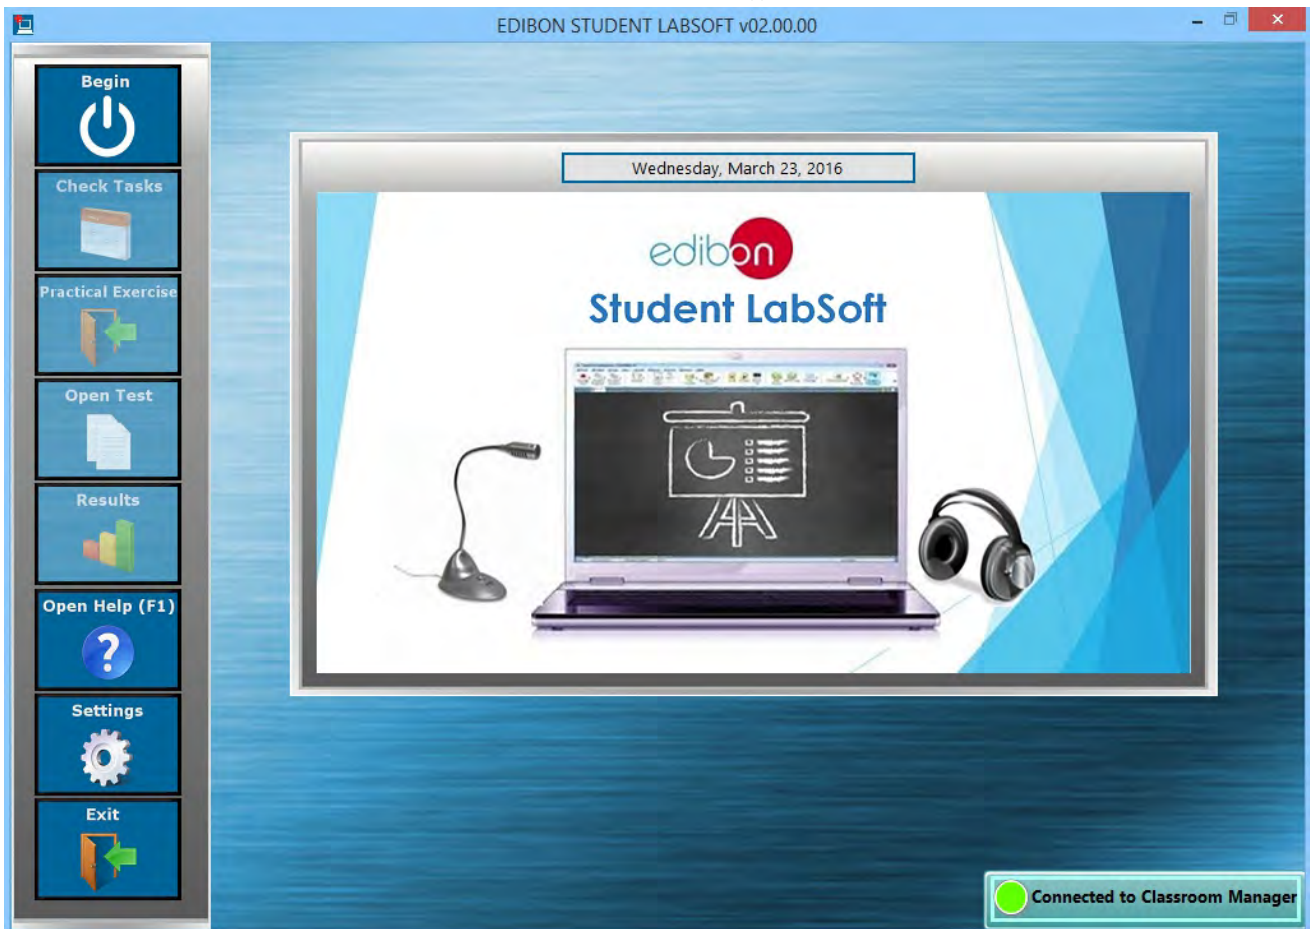 EDIBON STUDENT LABSOFT v02.00.00
Begin
Check Tasks
Practical Exercise
Open Test
Results
Open Help (F1)
?
Settings
Exit
Wednesday, March 23, 2016
edibon
Student LabSoft
Connected to Classroom Manager